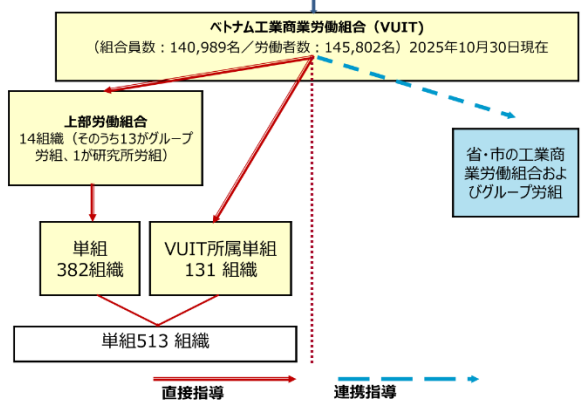 ベトナム工業商業労働組合（VUIT)
（組合員数：140,989名／労働者数：145,802名）2025年10月30日現在
上部労働組合
14組織（そのうち13がグループ
労組、1が研究所労組）
省・市の工業商
業労働組合およ
びグループ労組
単組
382組織
VUIT所属単組
131 組織
単組513 組織
直接指導
連携指導